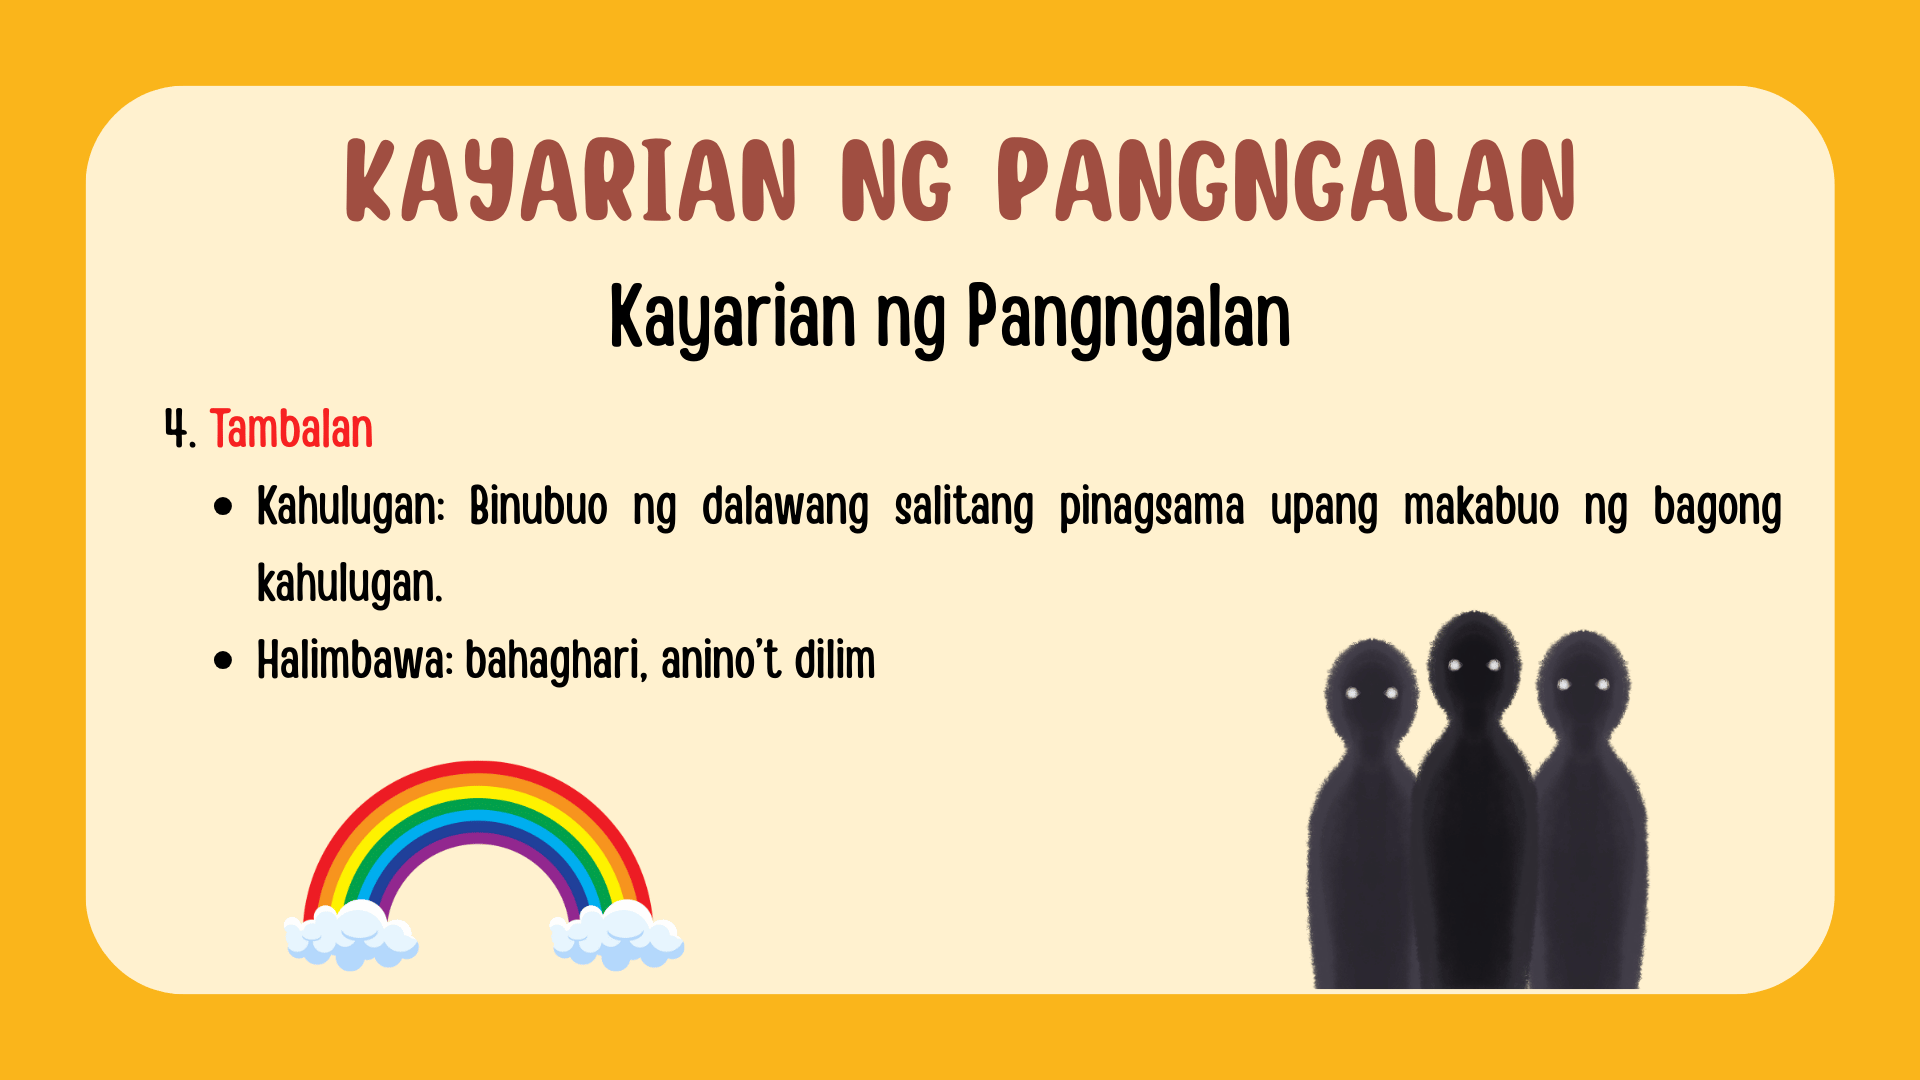 KAYARIAN NG PANGNGALAN
Kayarian ng Pangngalan
4. Tambalan
• Kahulugan: Binubuo ng dalawang salitang pinagsama upang makabuo ng bagong
kahulugan.
• Halimbawa: bahaghari, anino’t dilim